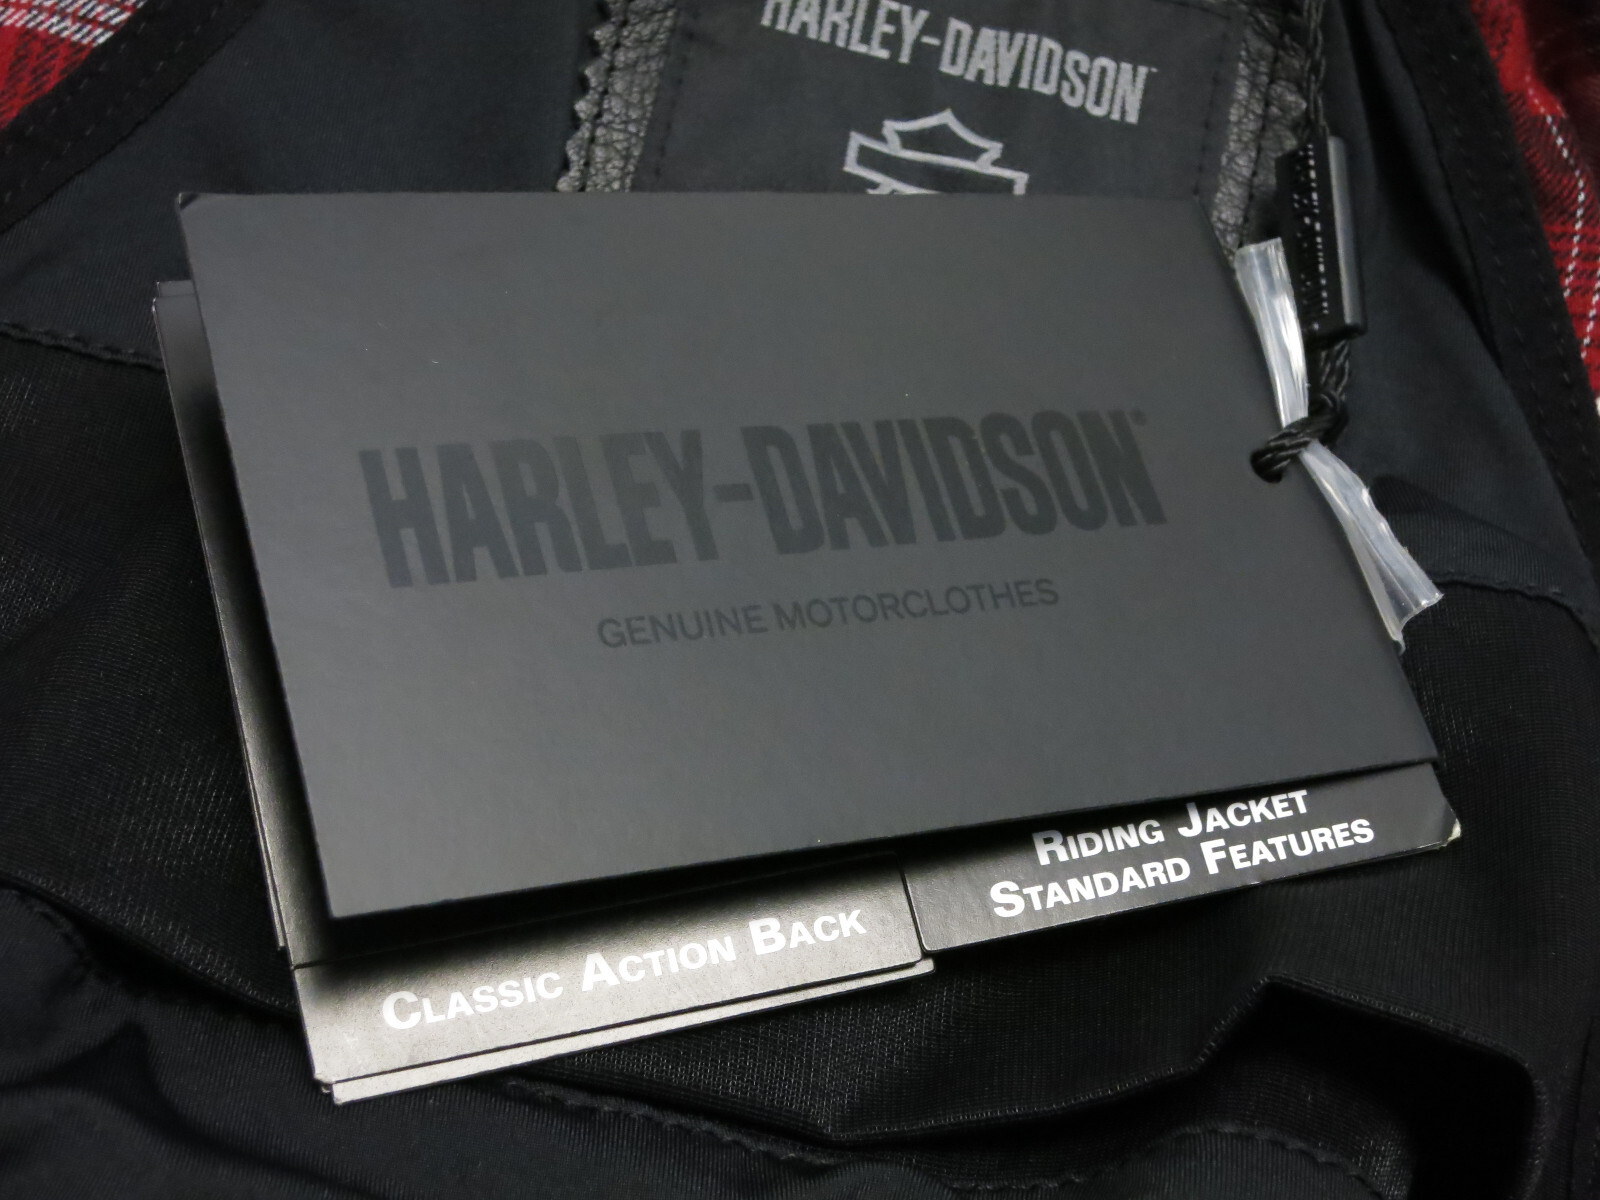 HARLEY-DAVIDSON
HARLEY-DAVIDSON®
GENUINE MOTORCLOTHES
RIDING JACKET
STANDARD FEATURES
CLASSIC ACTION BACK